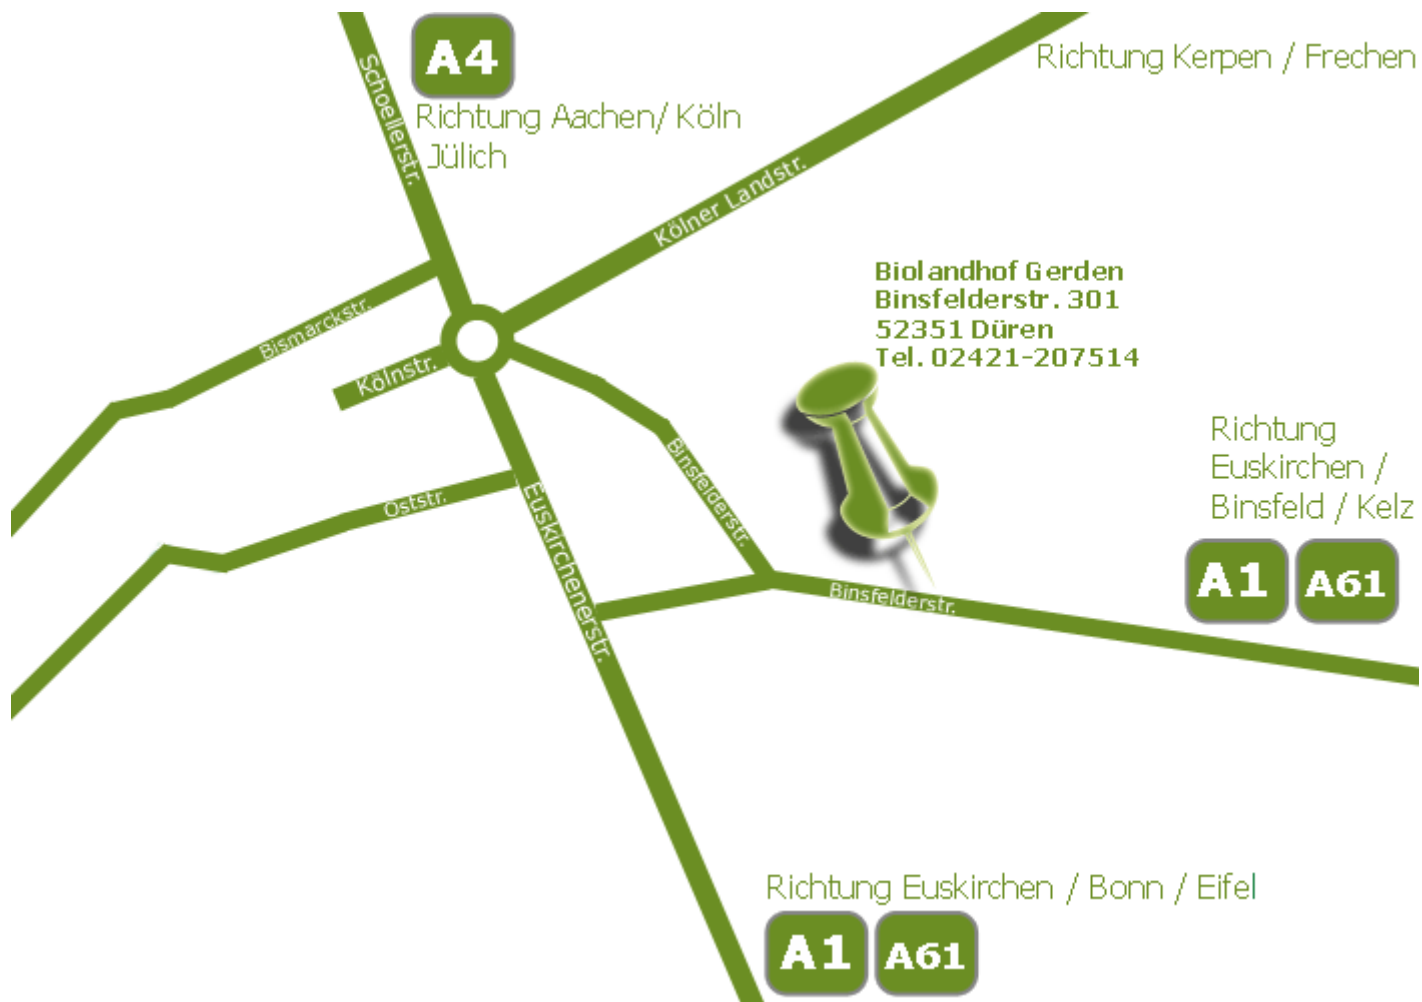 A4
Richtung Aachen/ Köln
Jülich
Richtung Kerpen / Frechen
Schoellerstr.
Kölner Landstr.
Biolandhof Gerden
Binsfelderstr. 301
52351 Düren
Tel. 02421-207514
Bismarckstr.
Kölnstr.
Richtung
Euskirchen /
Binsfeld / Kelz
A1 A61
Binsfelderstr.
Oststr.
Euskirchenerstr.
Binsfelderstr.
Richtung Euskirchen / Bonn / Eifel
A1 A61